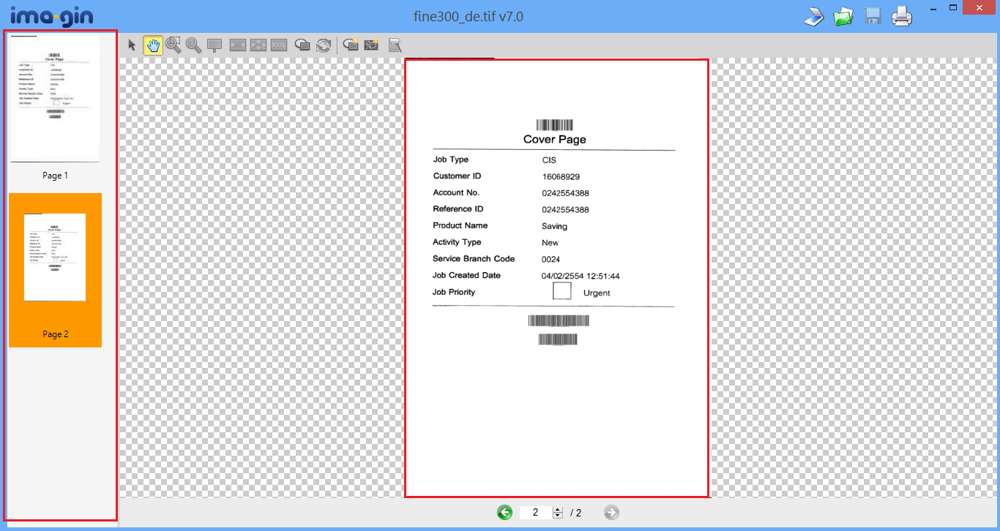 ima·gin
fine300_de.tif v7.0
100%
Page 1
Page 2
Cover Page
Job Type CIS
Customer ID 16068929
Account No. 0242554388
Reference ID 0242554388
Product Name Saving
Activity Type New
Service Branch Code 0024
Job Created Date 04/02/2554 12:51:44
Job Priority Urgent
2 / 2